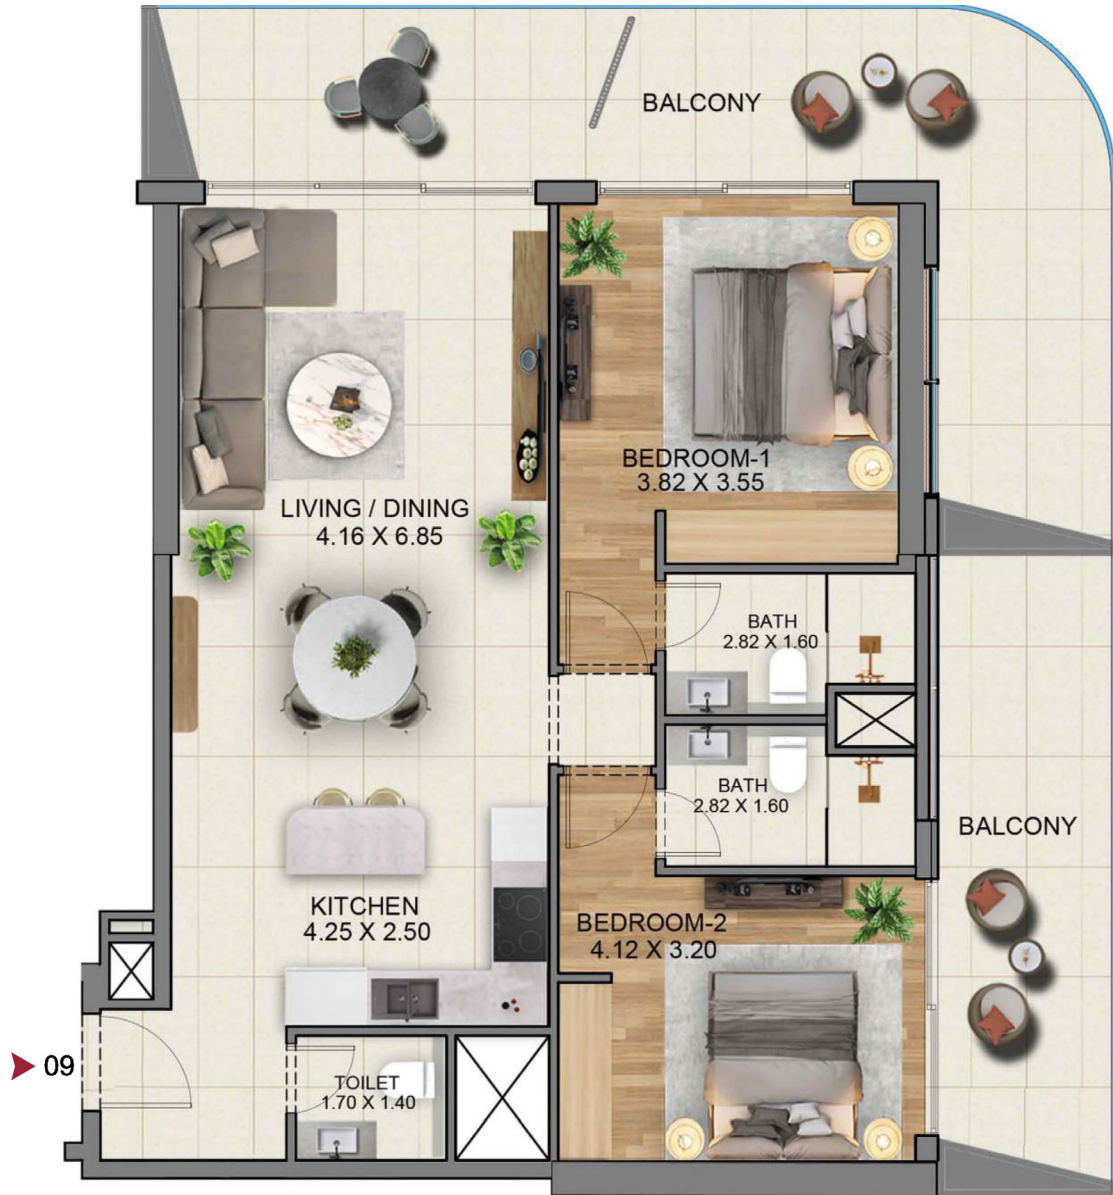 BALCONY
BEDROOM-1
3.82 X 3.55
LIVING / DINING
4.16 X 6.85
BATH
2.82 X 1.60
BATH
2.82 X 1.60
BALCONY
KITCHEN
4.25 X 2.50
BEDROOM-2
4.12 X 3.20
09
TOILET
1.70 X 1.40